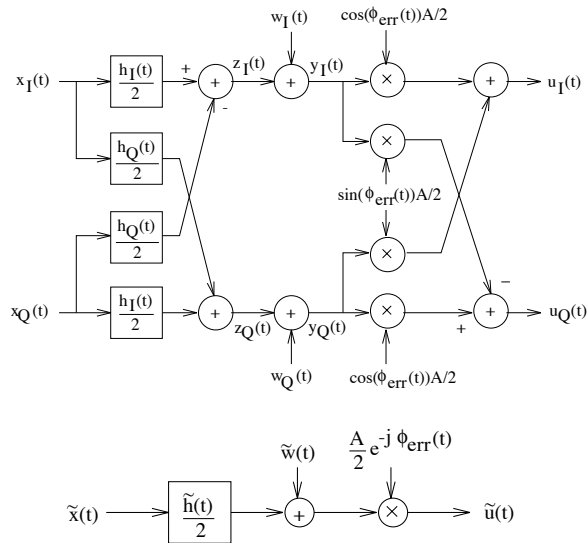 w_I(t)
cos(ϕ_err(t))A/2
x_I(t)
h_I(t)
2
+
+
-
z_I(t)
+
y_I(t)
×
+
u_I(t)
h_Q(t)
2
×
sin(ϕ_err(t))A/2
h_Q(t)
2
×
x_Q(t)
h_I(t)
2
+
z_Q(t)
+
y_Q(t)
×
+
−
+
u_Q(t)
w_Q(t)
cos(ϕ_err(t))A/2
w̃(t)
A
2
e^-j ϕ_err(t)
x̃(t)
h̃(t)
2
+
×
ũ(t)